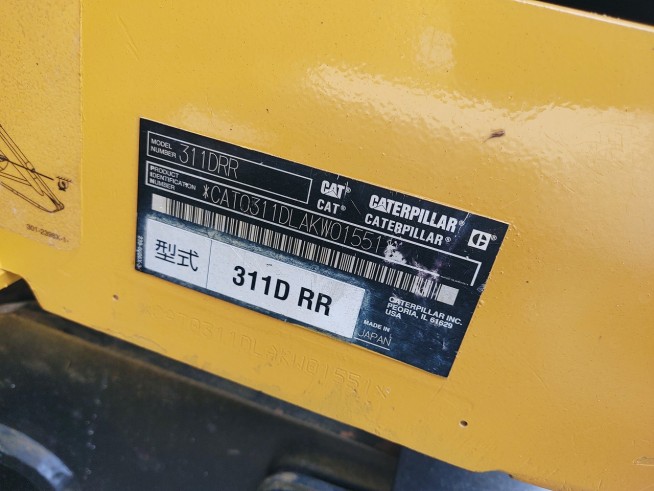 MODEL NUMBER 311DRR
PRODUCT IDENTIFICATION NUMBER *CAT0311DLAKW01551*
CAT CATERPILLAR
CAT® CATERPILLAR® C
型式 311D RR
CATERPILLAR INC.
PEORIA, IL 61629
USA
MADE IN
JAPAN